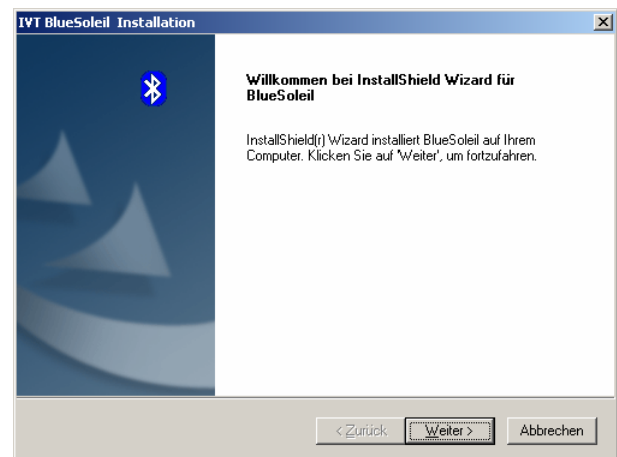 IVT BlueSoleil Installation
Willkommen bei InstallShield Wizard für
BlueSoleil
InstallShield(r) Wizard installiert BlueSoleil auf Ihrem
Computer. Klicken Sie auf 'Weiter', um fortzufahren.
< Zurück Weiter > Abbrechen